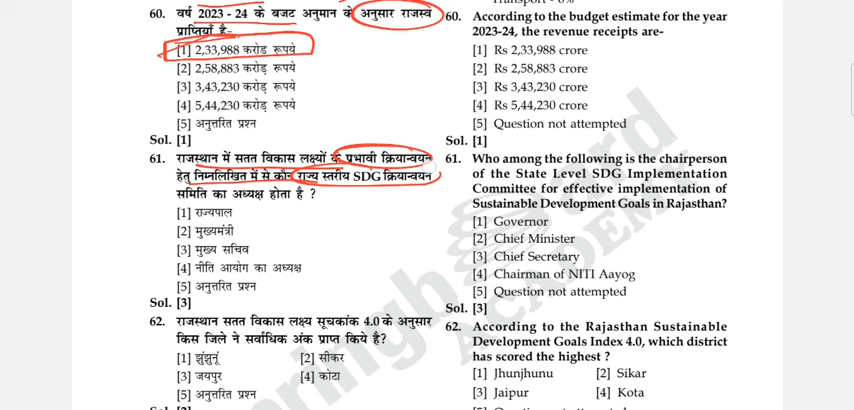 60. वर्ष 2023 - 24 के बजट अनुमान के अनुसार राजस्व
प्राप्तियाँ है-
[1] 2,33,988 करोड़ रूपये
[2] 2,58,883 करोड़ रूपये
[3] 3,43,230 करोड़ रूपये
[4] 5,44,230 करोड़ रूपये
[5] अनुत्तरित प्रश्न
Sol. [1]
61. राजस्थान में सतत विकास लक्ष्यों के प्रभावी क्रियान्वयन
हेतु निम्नलिखित में से कौन राज्य स्तरीय SDG क्रियान्वयन
समिति का अध्यक्ष होता है ?
[1] राज्यपाल
[2] मुख्यमंत्री
[3] मुख्य सचिव
[4] नीति आयोग का अध्यक्ष
[5] अनुत्तरित प्रश्न
Sol. [3]
62. राजस्थान सतत विकास लक्ष्य सूचकांक 4.0 के अनुसार
किस जिले ने सर्वाधिक अंक प्राप्त किये है?
[1] झुंझुनूं [2] सीकर
[3] जयपुर [4] कोटा
[5] अनुत्तरित प्रश्न
Transport - 6%
60. According to the budget estimate for the year
2023-24, the revenue receipts are-
[1] Rs 2,33,988 crore
[2] Rs 2,58,883 crore
[3] Rs 3,43,230 crore
[4] Rs 5,44,230 crore
[5] Question not attempted
Sol. [1]
61. Who among the following is the chairperson
of the State Level SDG Implementation
Committee for effective implementation of
Sustainable Development Goals in Rajasthan?
[1] Governor
[2] Chief Minister
[3] Chief Secretary
[4] Chairman of NITI Aayog
[5] Question not attempted
Sol. [3]
62. According to the Rajasthan Sustainable
Development Goals Index 4.0, which district
has scored the highest ?
[1] Jhunjhunu [2] Sikar
[3] Jaipur [4] Kota
ACADEMY